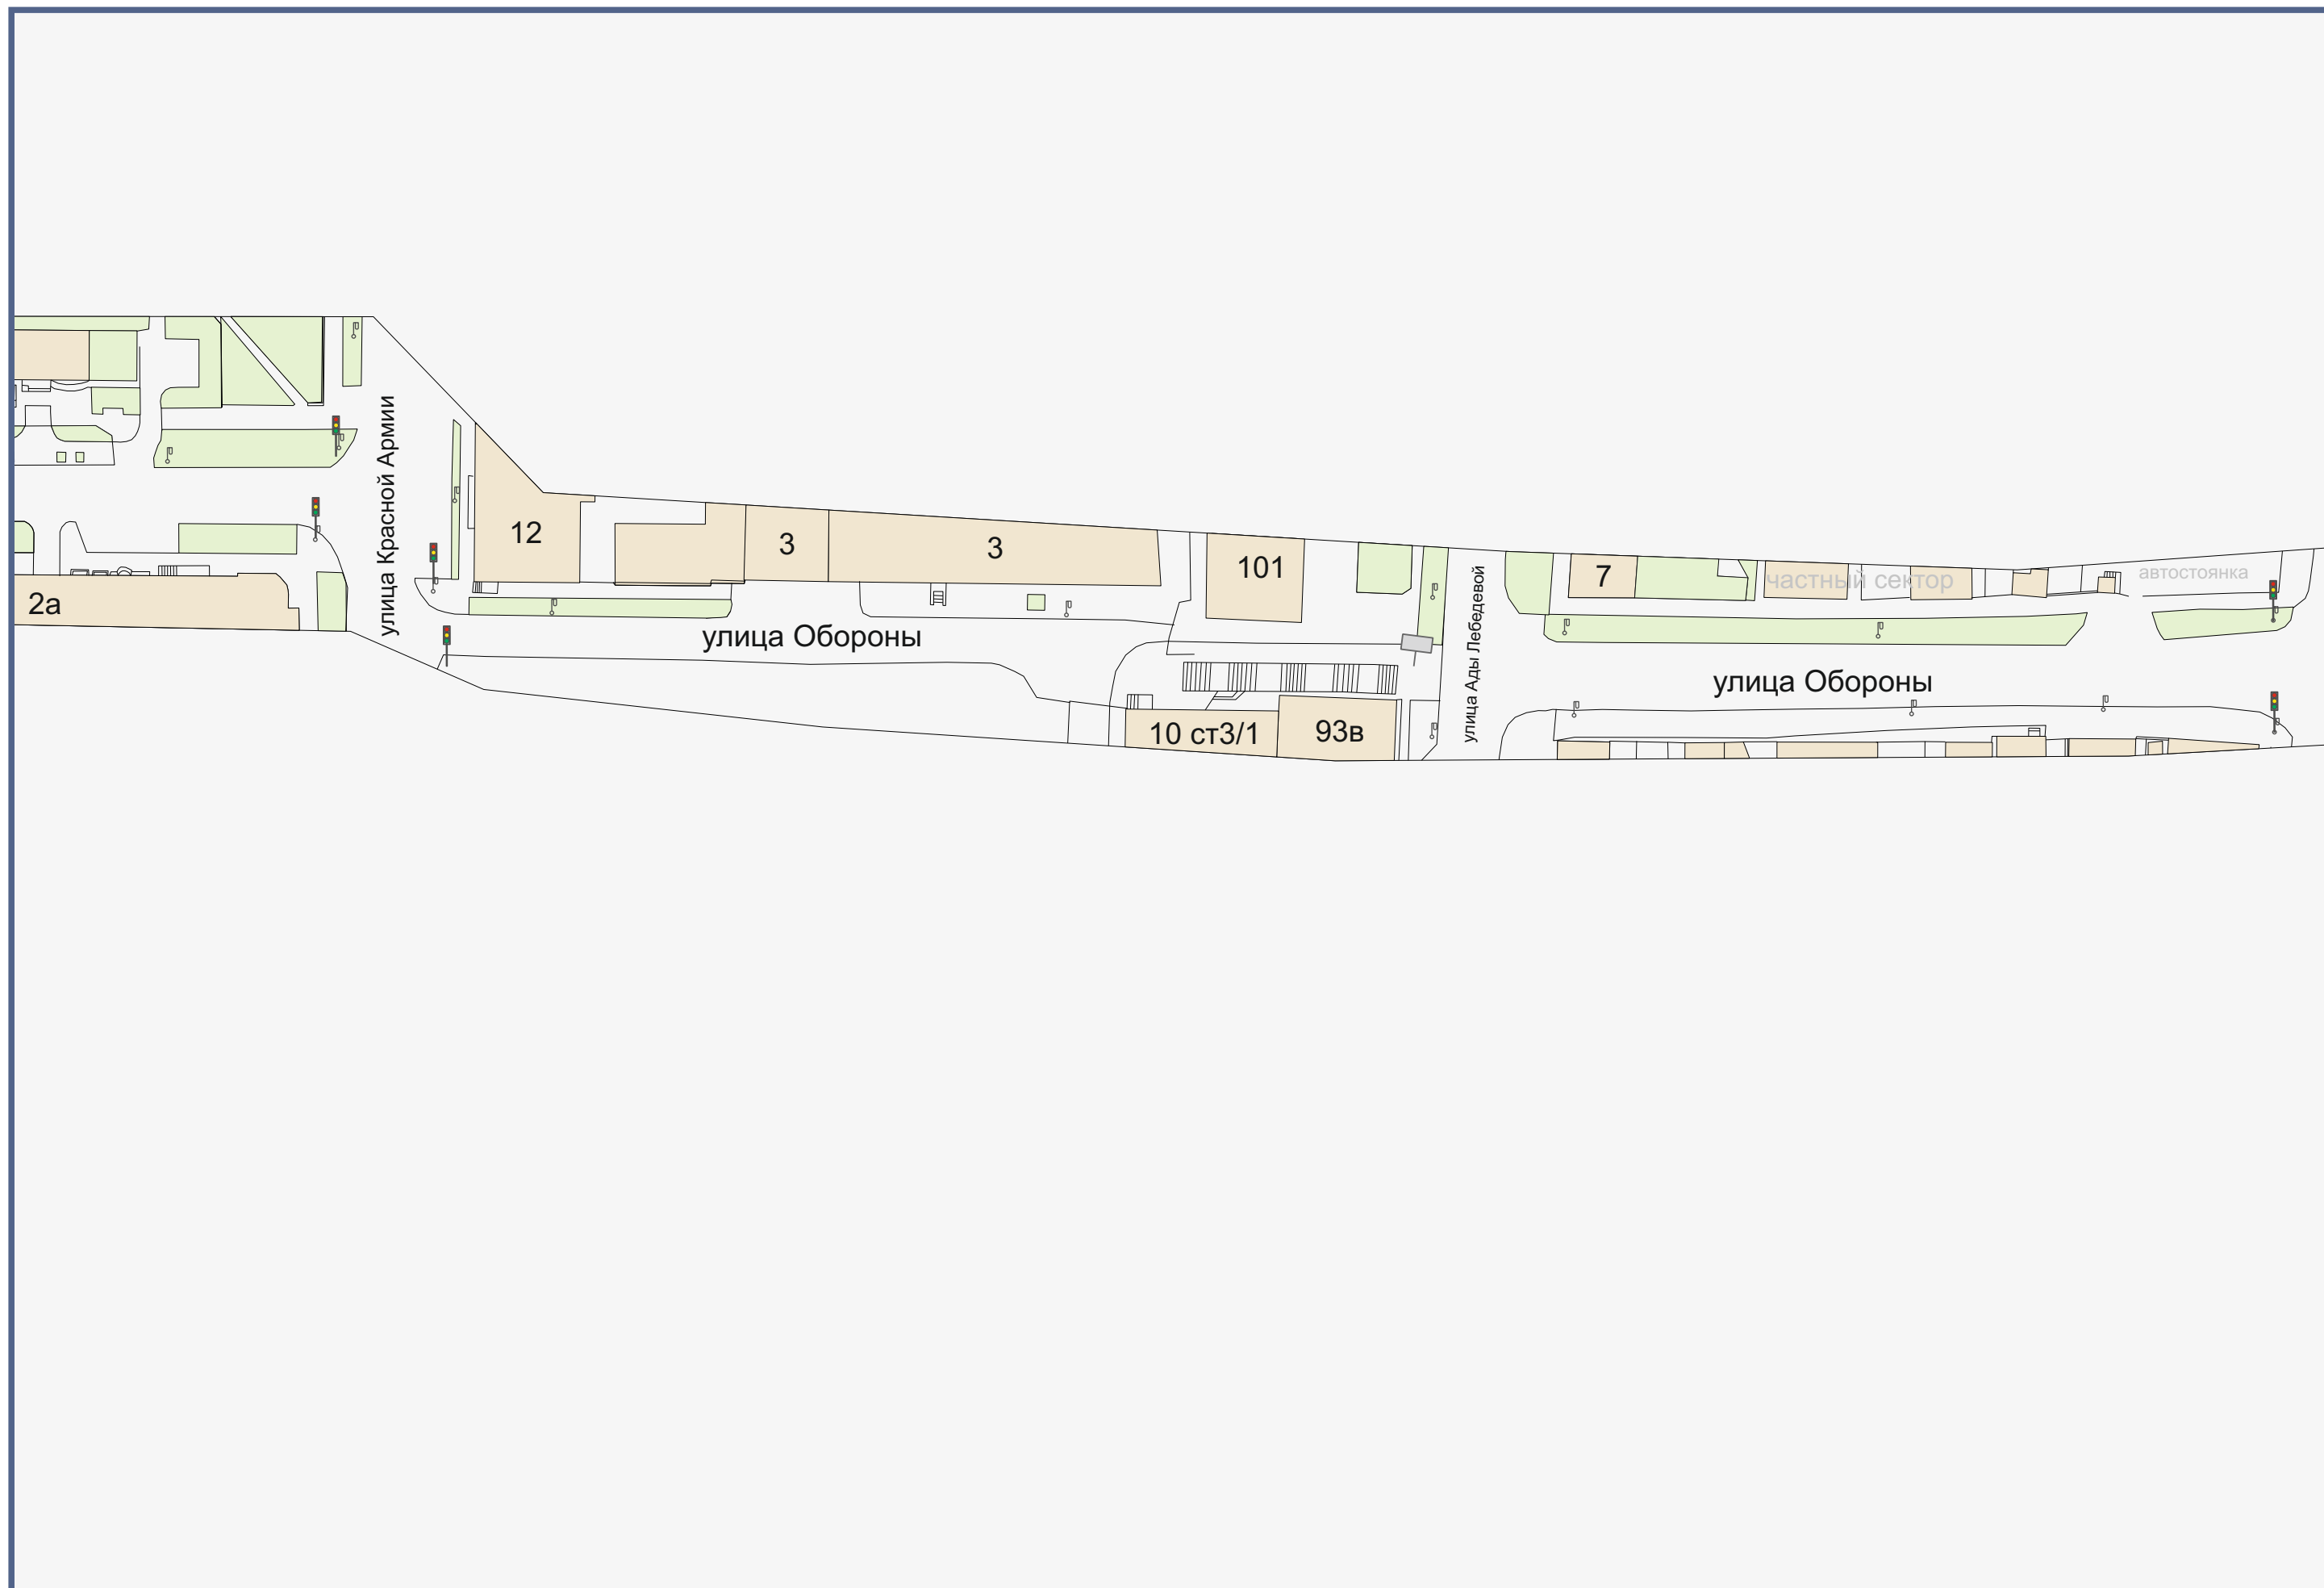 улица Красной Армии
12
3
3
101
7
частный сектор
автостоянка
2а
улица Обороны
улица Ады Лебедевой
улица Обороны
10 ст3/1
93в